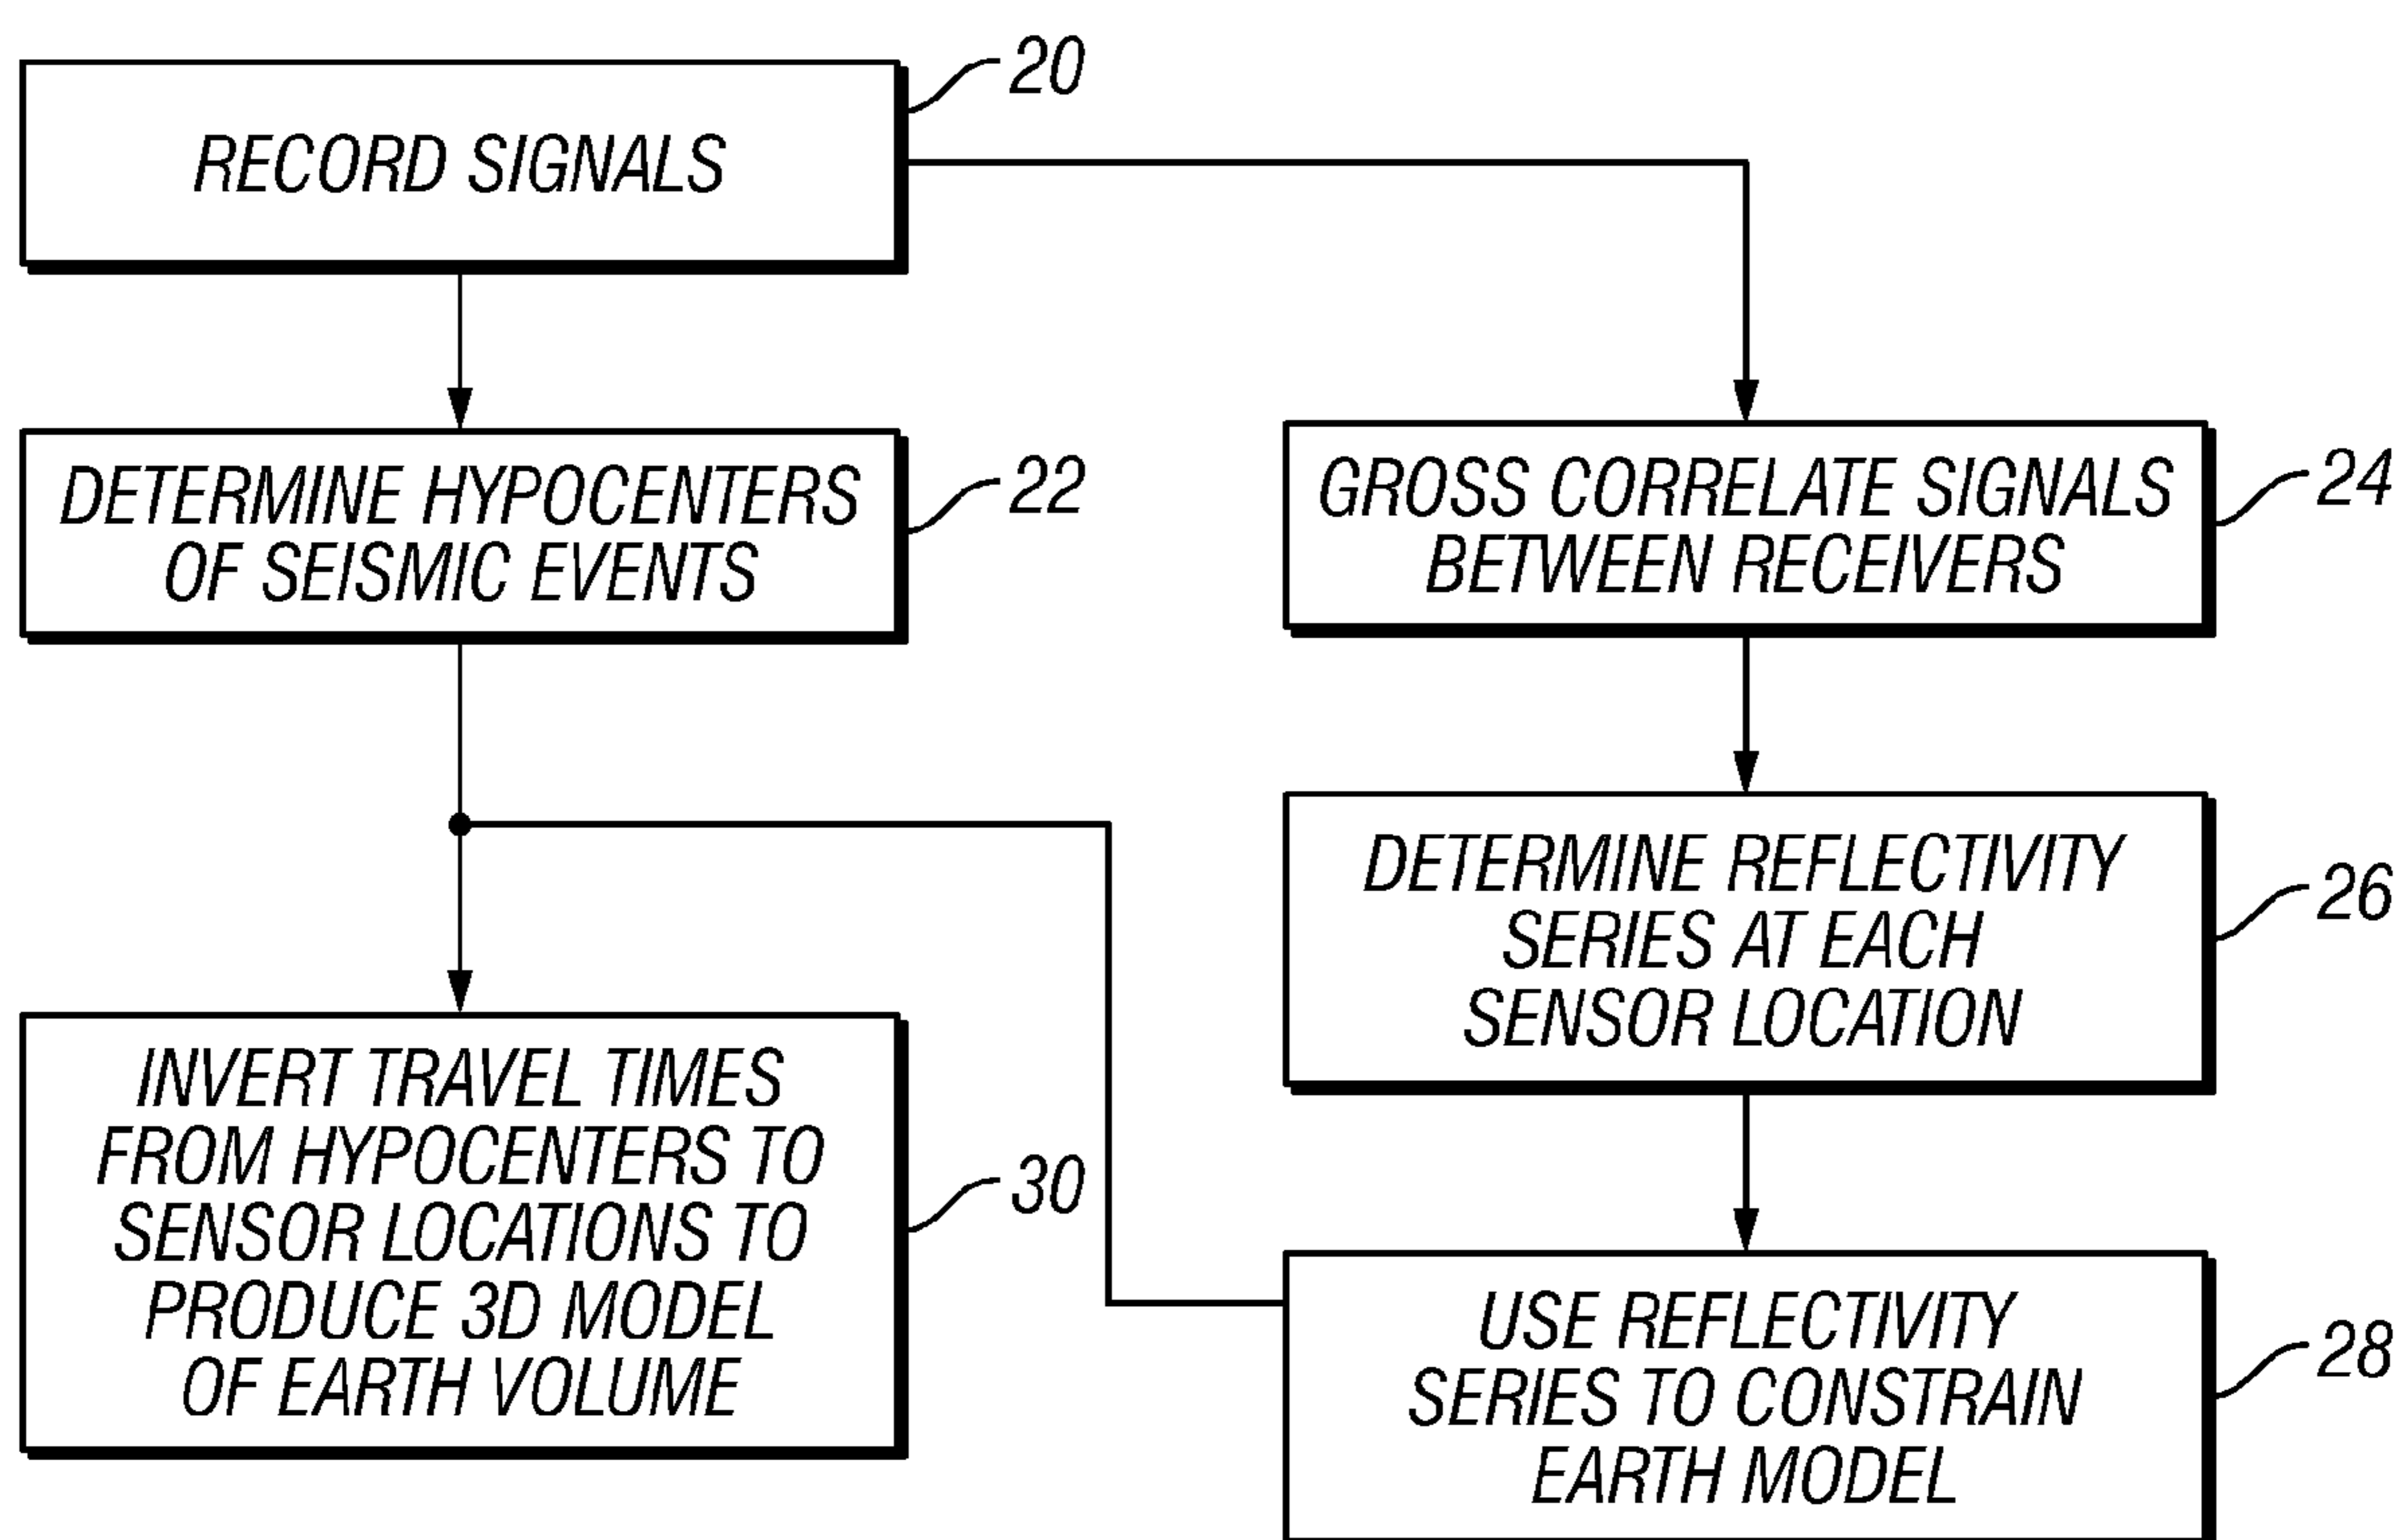 RECORD SIGNALS
20
DETERMINE HYPOCENTERS
OF SEISMIC EVENTS
22
GROSS CORRELATE SIGNALS
BETWEEN RECEIVERS
24
DETERMINE REFLECTIVITY
SERIES AT EACH
SENSOR LOCATION
26
INVERT TRAVEL TIMES
FROM HYPOCENTERS TO
SENSOR LOCATIONS TO
PRODUCE 3D MODEL
OF EARTH VOLUME
30
USE REFLECTIVITY
SERIES TO CONSTRAIN
EARTH MODEL
28